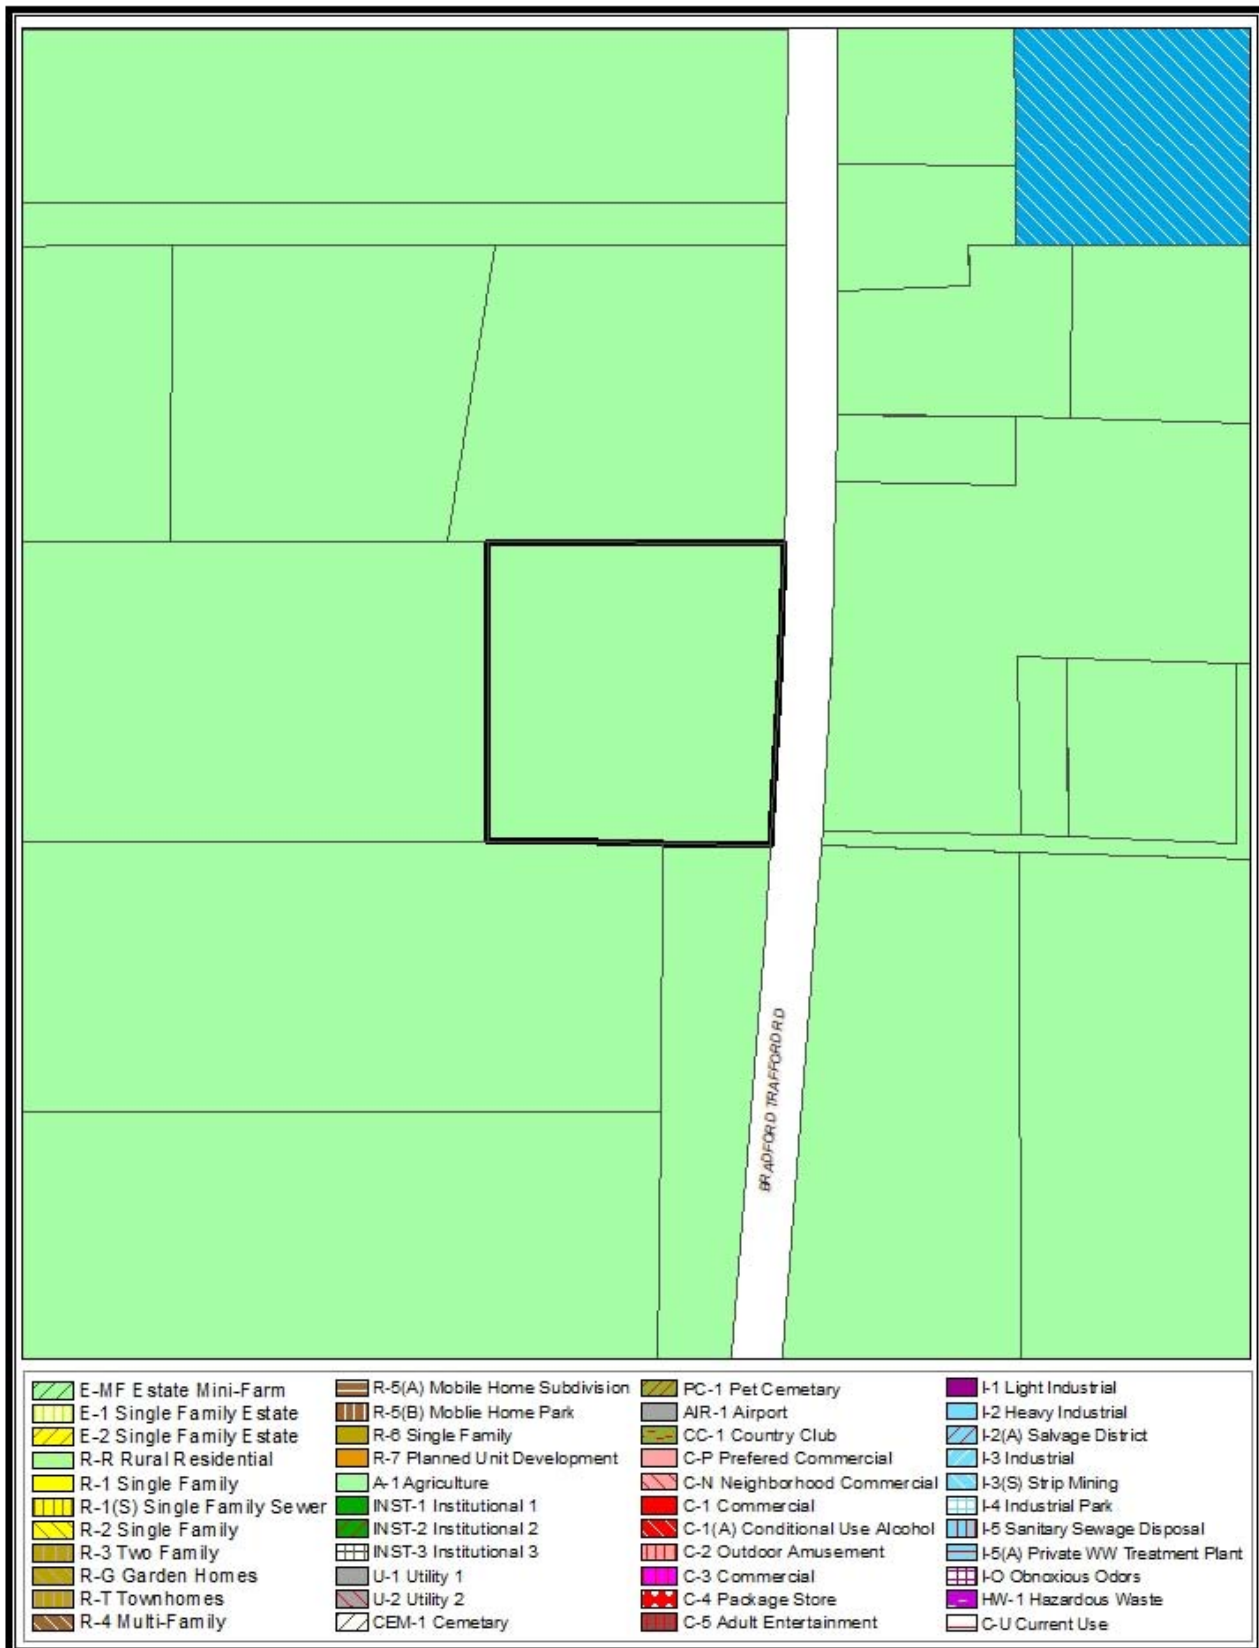 BRADFORD TRAFFORD RD
E-MF Estate Mini-Farm
E-1 Single Family Estate
E-2 Single Family Estate
R-R Rural Residential
R-1 Single Family
R-1(S) Single Family Sewer
R-2 Single Family
R-3 Two Family
R-G Garden Homes
R-T Townhomes
R-4 Multi-Family
R-5(A) Mobile Home Subdivision
R-5(B) Moblie Home Park
R-6 Single Family
R-7 Planned Unit Development
A-1 Agriculture
INST-1 Institutional 1
INST-2 Institutional 2
INST-3 Institutional 3
U-1 Utility 1
U-2 Utility 2
CEM-1 Cemetary
PC-1 Pet Cemetary
AIR-1 Airport
CC-1 Country Club
C-P Prefered Commercial
C-N Neighborhood Commercial
C-1 Commercial
C-1(A) Conditional Use Alcohol
C-2 Outdoor Amusement
C-3 Commercial
C-4 Package Store
C-5 Adult Entertainment
I-1 Light Industrial
I-2 Heavy Industrial
I-2(A) Salvage District
I-3 Industrial
I-3(S) Strip Mining
I-4 Industrial Park
I-5 Sanitary Sewage Disposal
I-5(A) Private WW Treatment Plant
I-O Obnoxious Odors
HW-1 Hazardous Waste
C-U Current Use